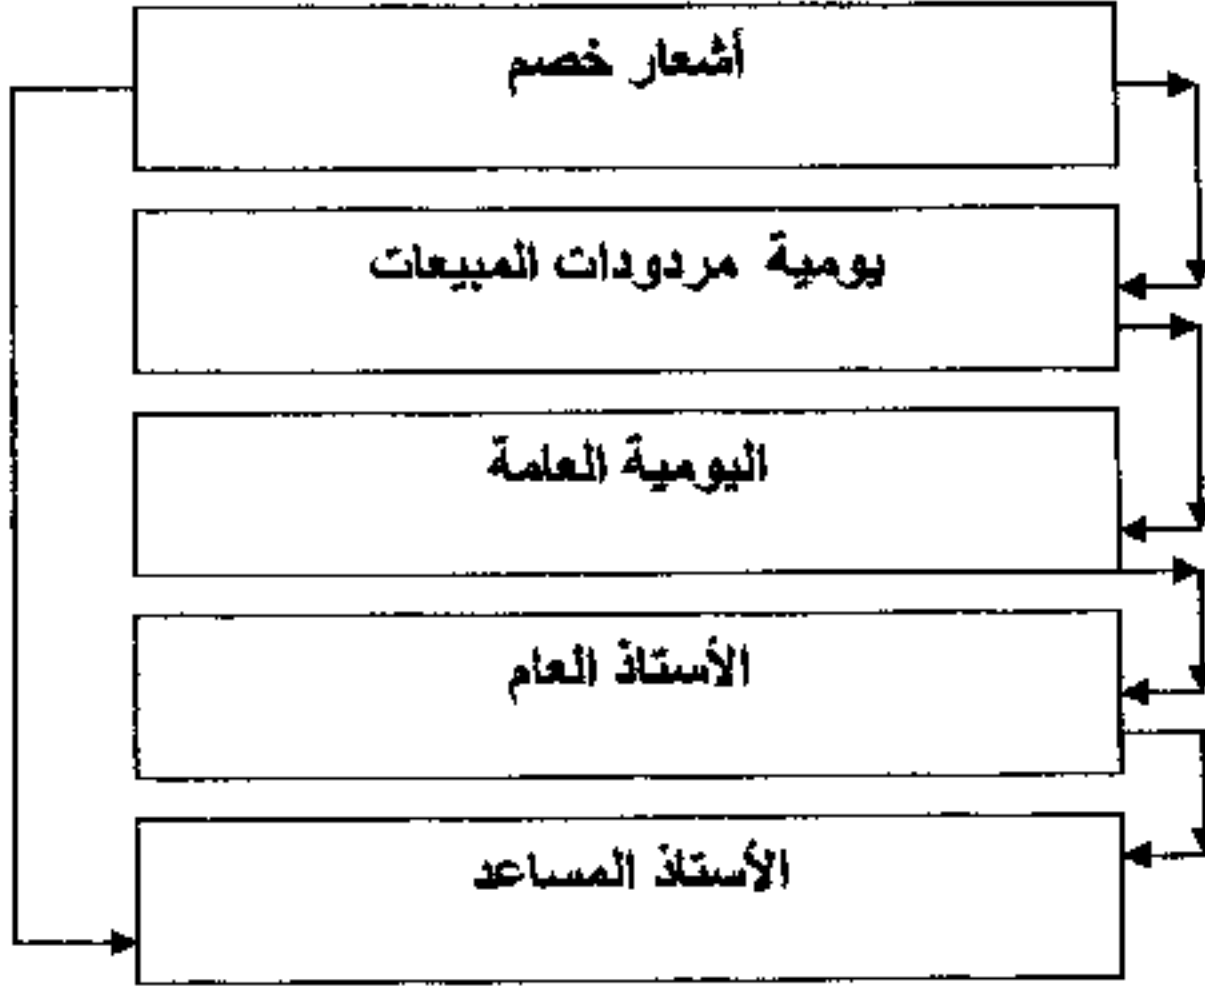 أشعار خصم
يومية مردودات المبيعات
اليومية العامة
الأستاذ العام
الأستاذ المساعد